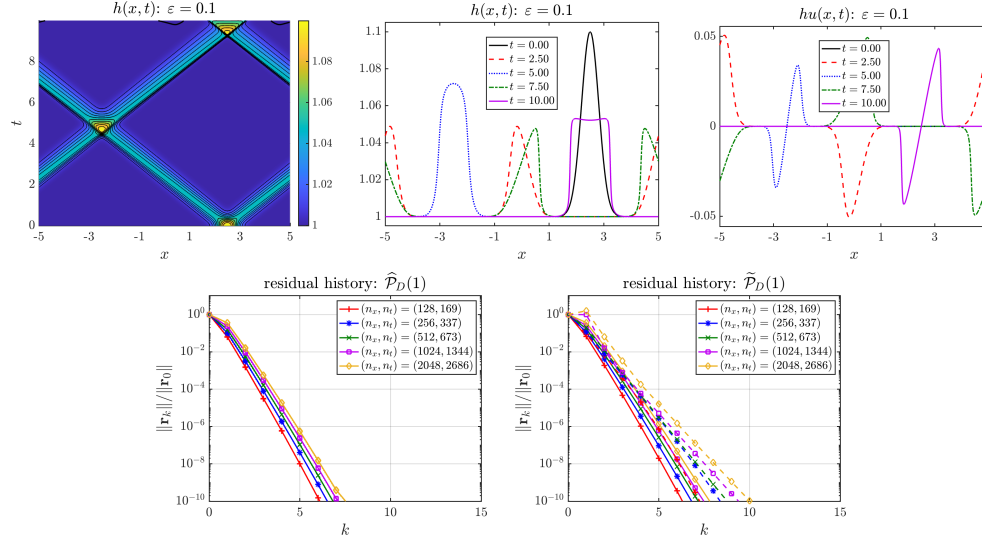 h(x, t): ε = 0.1
8
6
4
2
0
t
-5 -3 -1 1 3 5
x
1.08
1.06
1.04
1.02
1
h(x, t): ε = 0.1
1.1
1.08
1.06
1.04
1.02
1
t = 0.00
t = 2.50
t = 5.00
t = 7.50
t = 10.00
-5 -3 -1 1 3 5
x
hu(x, t): ε = 0.1
0.05
0
-0.05
t = 0.00
t = 2.50
t = 5.00
t = 7.50
t = 10.00
-5 -3 -1 1 3
x
residual history: P̂_D(1)
10^0
10^-2
10^-4
10^-6
10^-8
10^-10
||r_k||/||r_0||
(n_x, n_t) = (128, 169)
(n_x, n_t) = (256, 337)
(n_x, n_t) = (512, 673)
(n_x, n_t) = (1024, 1344)
(n_x, n_t) = (2048, 2686)
0 5 10 15
k
residual history: P̃_D(1)
10^0
10^-2
10^-4
10^-6
10^-8
10^-10
||r_k||/||r_0||
(n_x, n_t) = (128, 169)
(n_x, n_t) = (256, 337)
(n_x, n_t) = (512, 673)
(n_x, n_t) = (1024, 1344)
(n_x, n_t) = (2048, 2686)
0 5 10 15
k